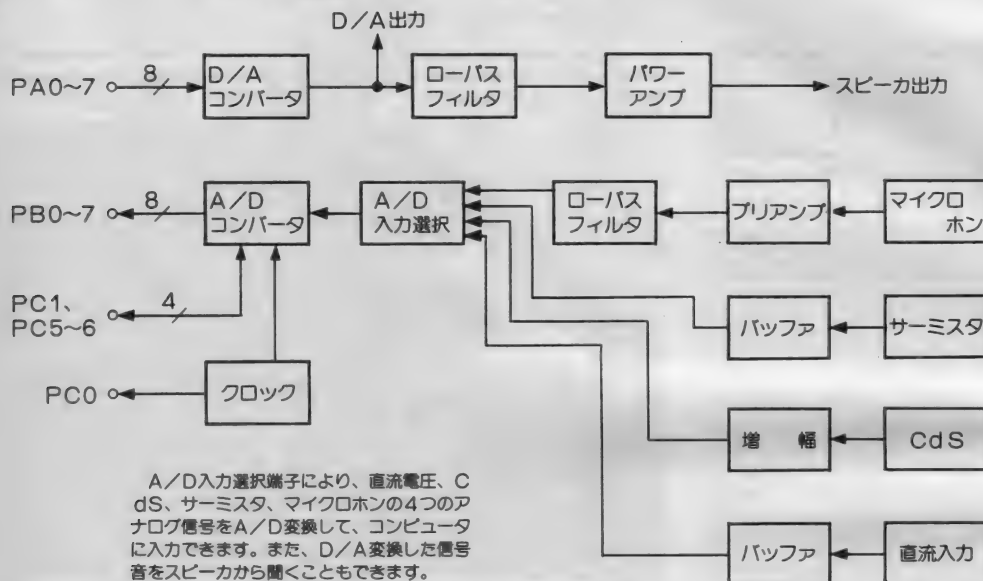 D/A出力
PA0~7
8
D/A
コンバータ
ローパス
フィルタ
パワー
アンプ
スピーカ出力
PB0~7
8
A/D
コンバータ
A/D
入力選択
ローパス
フィルタ
プリアンプ
マイクロ
ホン
PC1、
PC5~6
4
バッファ
サーミスタ
PC0
クロック
増 幅
CdS
バッファ
直流入力
A/D入力選択端子により、直流電圧、C
dS、サーミスタ、マイクロホンの4つのア
ナログ信号をA/D変換して、コンピュータ
に入力できます。また、D/A変換した信号
音をスピーカから聞くこともできます。